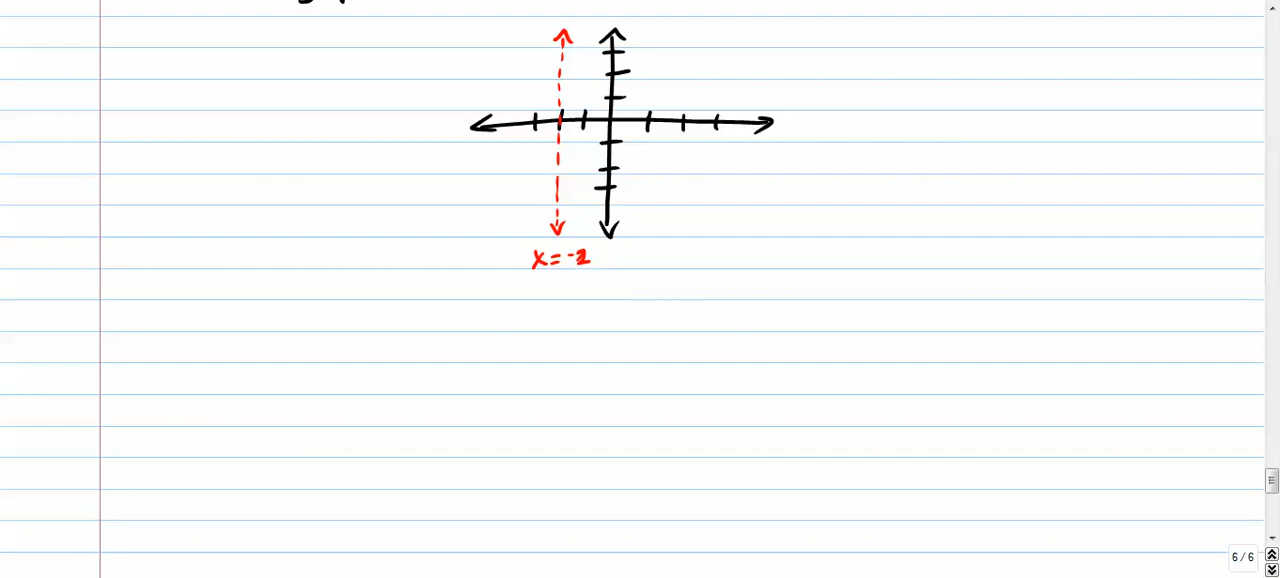 x = -2
6 / 6